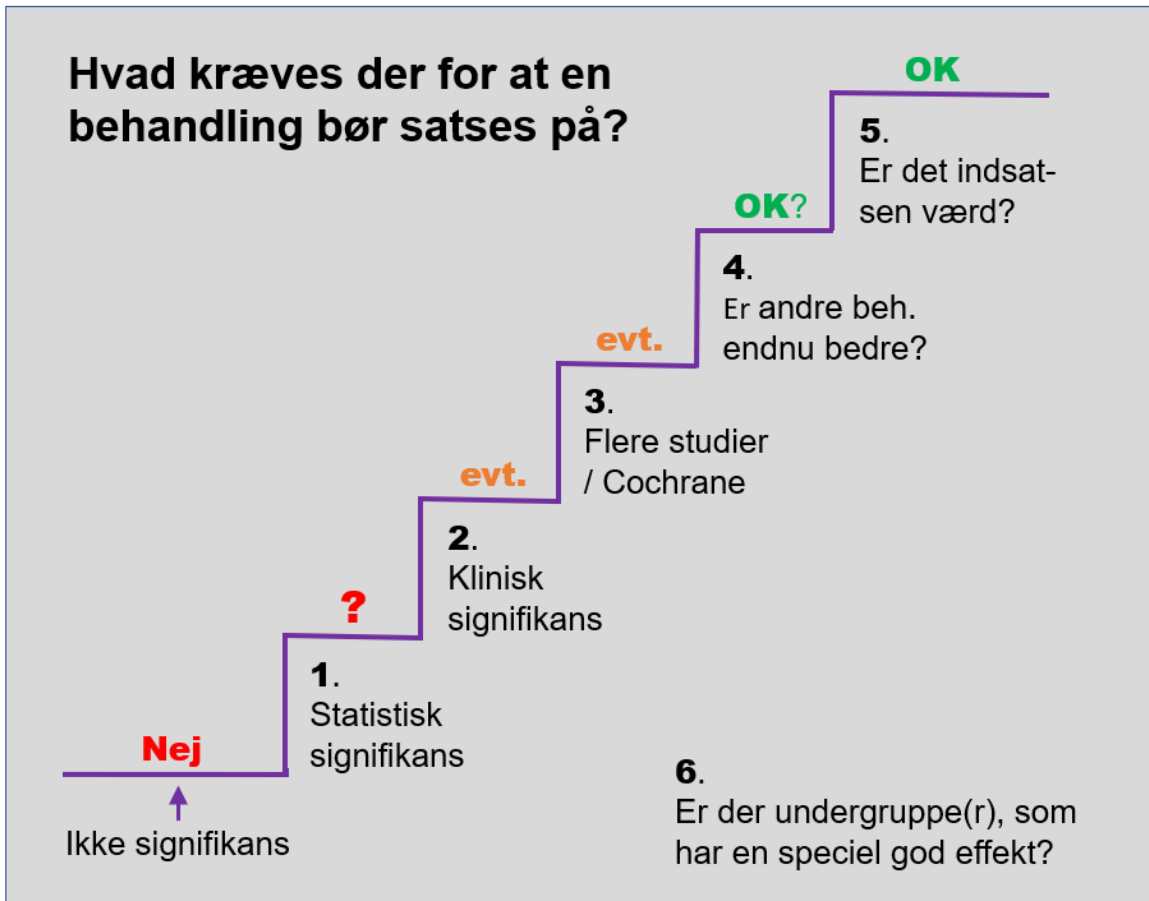 Hvad kræves der for at en
behandling bør satses på?
OK
5.
Er det indsat-
sen værd?
OK?
4.
Er andre beh.
endnu bedre?
evt.
3.
Flere studier
/ Cochrane
evt.
2.
Klinisk
signifikans
?
1.
Statistisk
signifikans
Nej
Ikke signifikans
6.
Er der undergruppe(r), som
har en speciel god effekt?